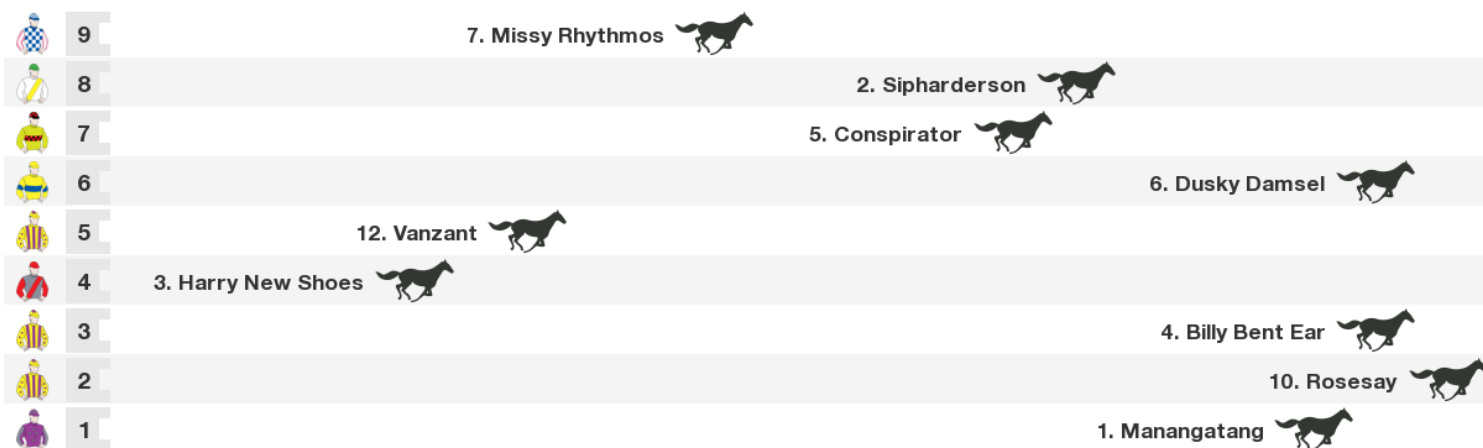 9 7. Missy Rhythmos
8 2. Sipharderson
7 5. Conspirator
6 6. Dusky Damsel
5 12. Vanzant
4 3. Harry New Shoes
3 4. Billy Bent Ear
2 10. Rosesay
1 1. Manangatang